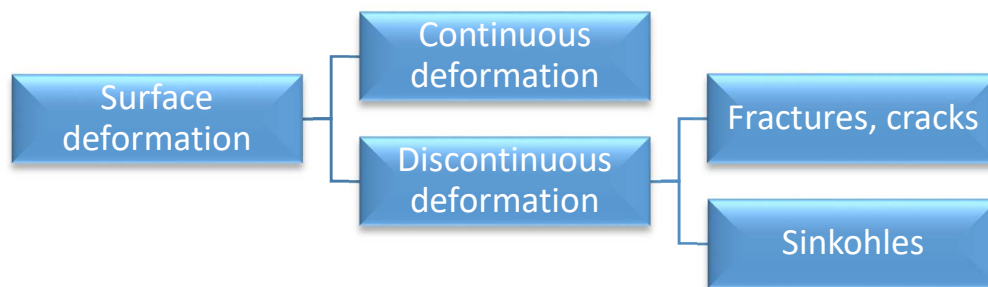 Surface
deformation
Continuous
deformation
Discontinuous
deformation
Fractures, cracks
Sinkohles